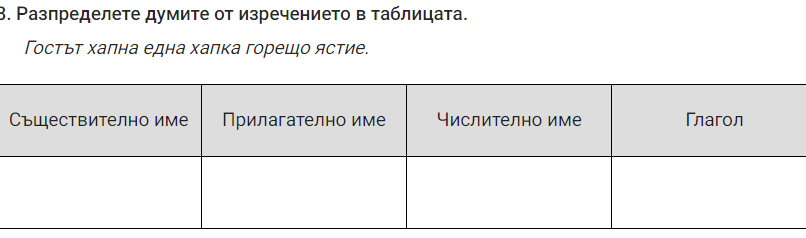 3. Разпределете думите от изречението в таблицата.
Гостът хапна една хапка горещо ястие.
Съществително име Прилагателно име Числително име Глагол